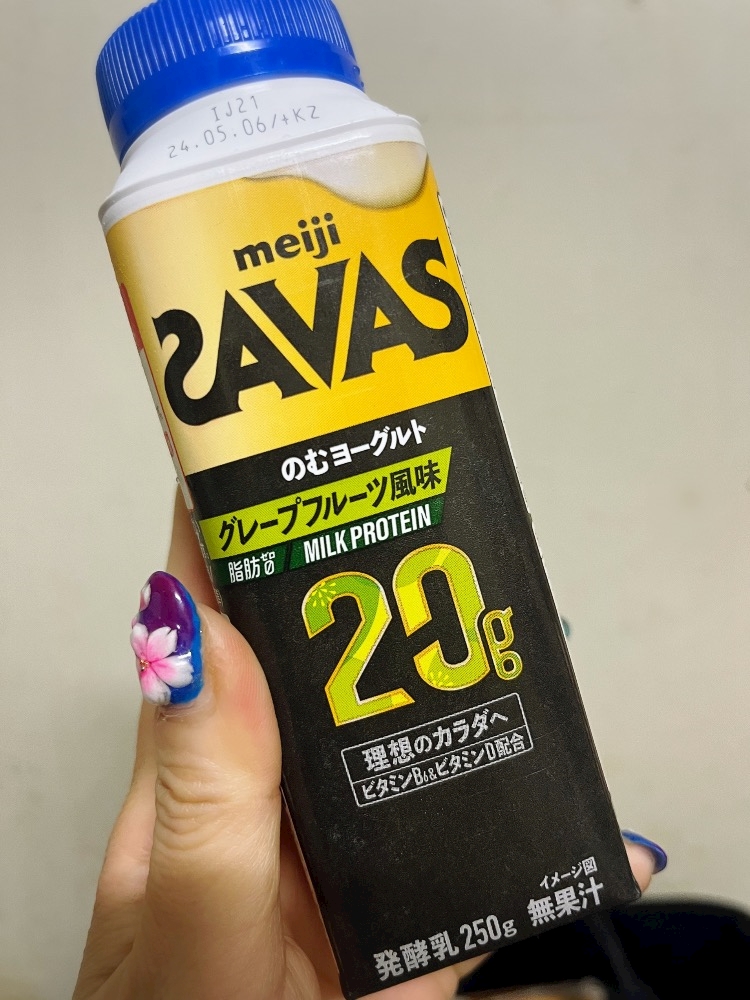 IJ21
24.05.06/+K2
meiji
SAVAS
のむヨーグルト
グレープフルーツ風味
脂肪ゼロ / MILK PROTEIN
20g
理想のカラダへ
ビタミンB6&ビタミンD配合
イメージ図
発酵乳 250g 無果汁